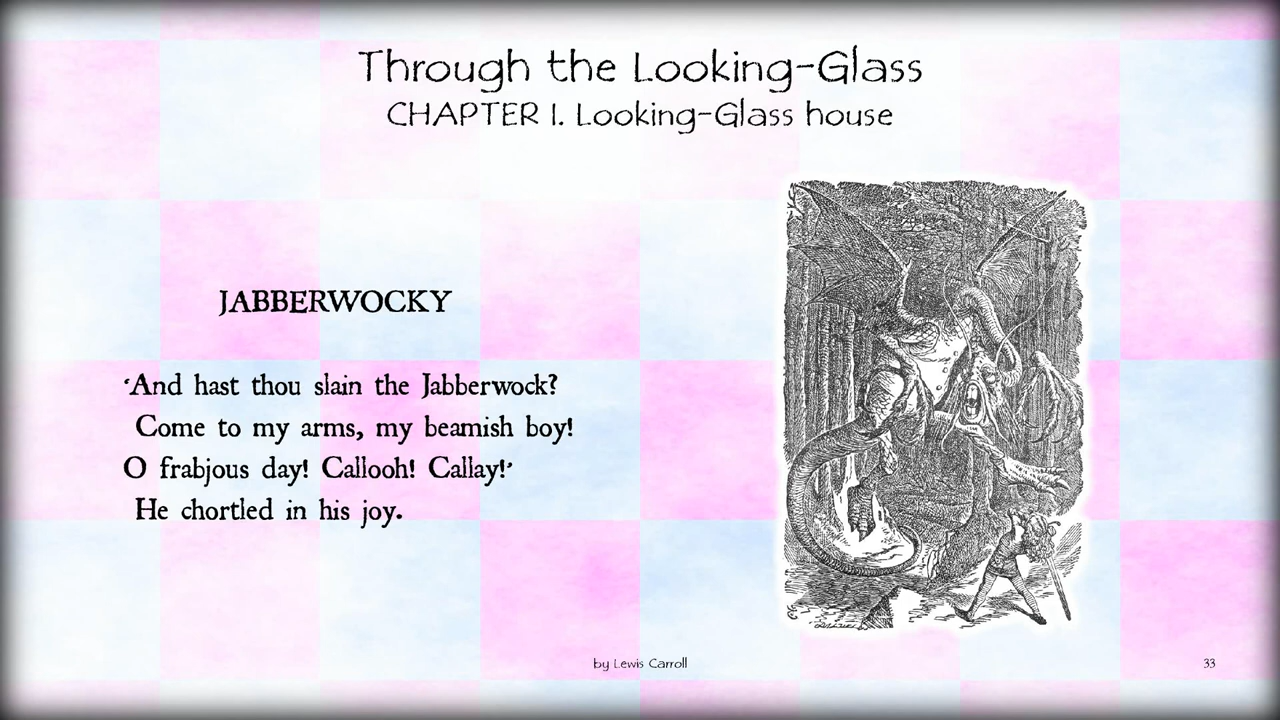 Through the Looking-Glass
CHAPTER I. Looking-Glass house
JABBERWOCKY
‘And hast thou slain the Jabberwock?
Come to my arms, my beamish boy!
O frabjous day! Callooh! Callay!’
He chortled in his joy.
by Lewis Carroll
33